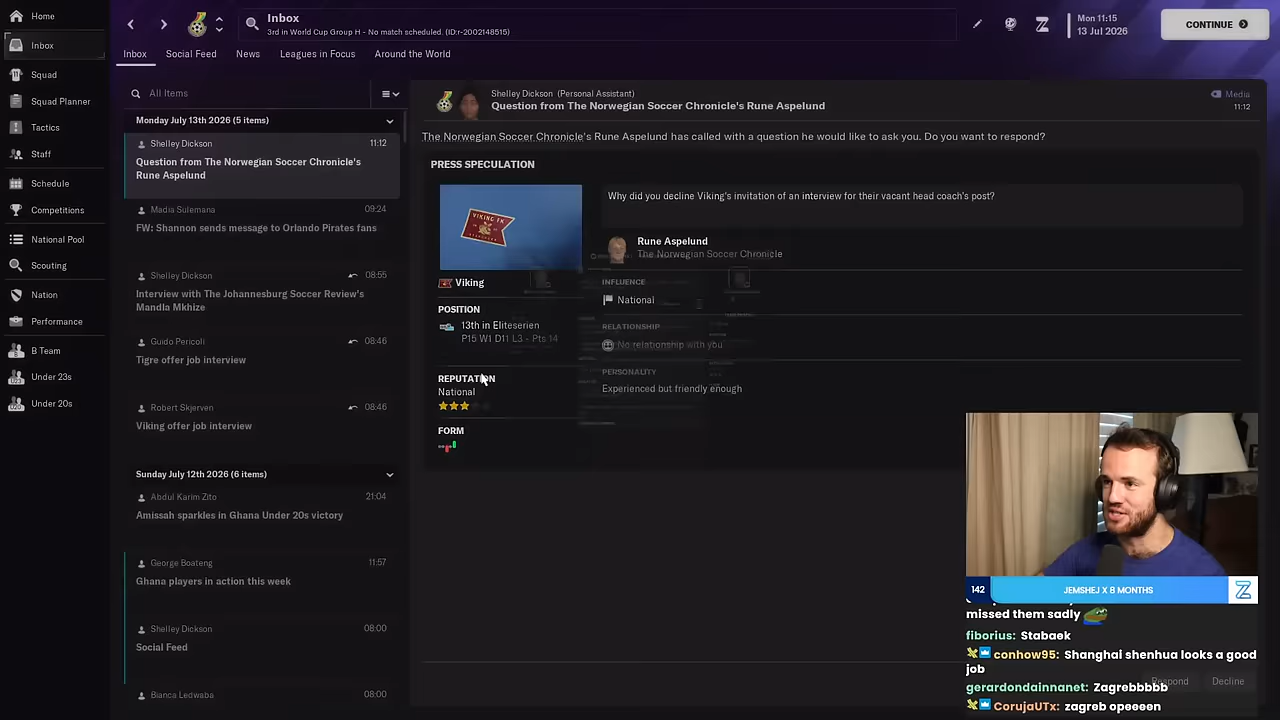 Home
Inbox
Squad
Squad Planner
Tactics
Staff
Schedule
Competitions
National Pool
Scouting
Nation
Performance
B Team
Under 23s
Under 20s
Inbox
3rd in World Cup Group H - No match scheduled. (ID:r-2002148515)
Mon 11:15
13 Jul 2026
CONTINUE
Inbox
Social Feed
News
Leagues in Focus
Around the World
All Items
Monday July 13th 2026 (5 items)
Shelley Dickson 11:12
Question from The Norwegian Soccer Chronicle's
Rune Aspelund
Madia Sulemana 09:24
FW: Shannon sends message to Orlando Pirates fans
Shelley Dickson 08:55
Interview with The Johannesburg Soccer Review's
Mandla Mkhize
Guido Pericoli 08:46
Tigre offer job interview
Robert Skjerven 08:46
Viking offer job interview
Sunday July 12th 2026 (6 items)
Abdul Karim Zito 21:04
Amissah sparkles in Ghana Under 20s victory
George Boateng 11:57
Ghana players in action this week
Shelley Dickson 08:00
Social Feed
Bianca Ledwaba 08:00
Shelley Dickson (Personal Assistant)
Question from The Norwegian Soccer Chronicle's Rune Aspelund
Media
11:12
The Norwegian Soccer Chronicle's Rune Aspelund has called with a question he would like to ask you. Do you want to respond?
PRESS SPECULATION
VIKING FK
Viking
POSITION
13th in Eliteserien
P15 W1 D11 L3 - Pts 14
REPUTATION
National
FORM
Why did you decline Viking's invitation of an interview for their vacant head coach's post?
Rune Aspelund
The Norwegian Soccer Chronicle
INFLUENCE
National
RELATIONSHIP
No relationship with you
PERSONALITY
Experienced but friendly enough
142
JEMSHEJ X 8 MONTHS
missed them sadly
fiborius: Stabaek
conhow95: Shanghai shenhua looks a good
job
gerardondainnanet: Zagrebbbbb
CorujaUTx: zagreb opeeeen
Respond
Decline